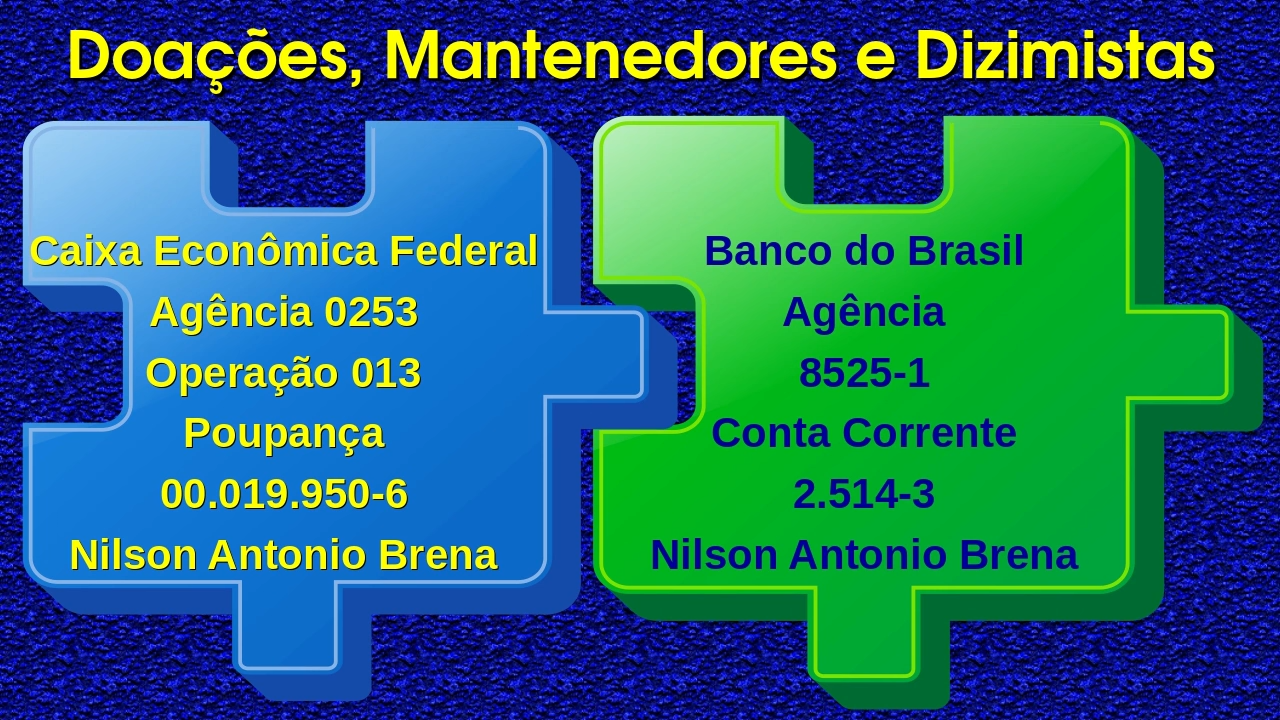 Doações, Mantenedores e Dizimistas
Caixa Econômica Federal
Agência 0253
Operação 013
Poupança
00.019.950-6
Nilson Antonio Brena
Banco do Brasil
Agência
8525-1
Conta Corrente
2.514-3
Nilson Antonio Brena